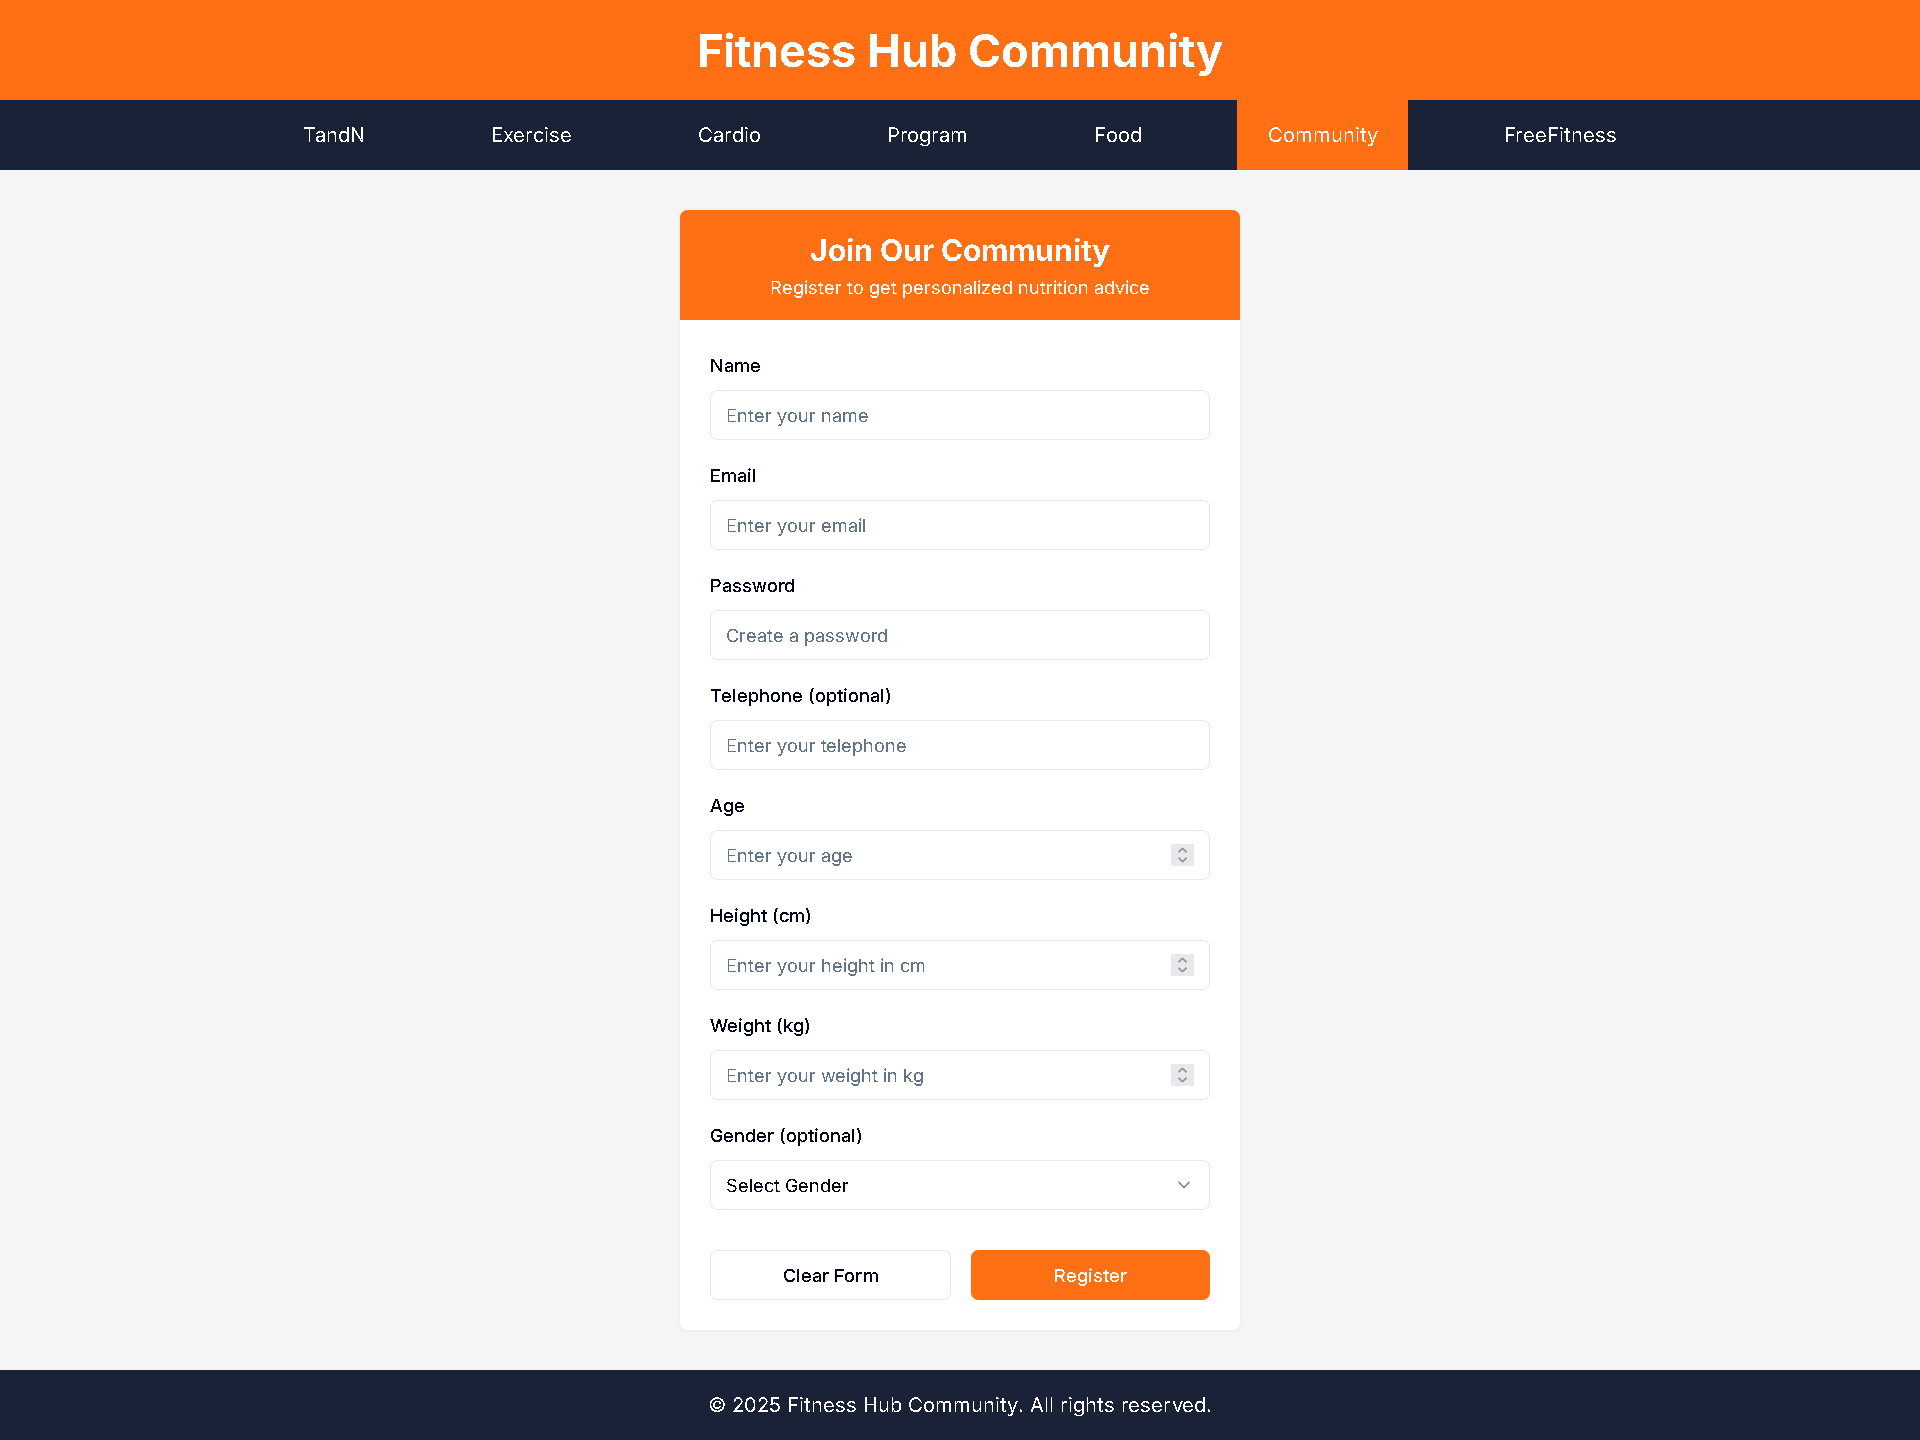 Fitness Hub Community
TandN Exercise Cardio Program Food Community FreeFitness
Join Our Community
Register to get personalized nutrition advice
Name
Enter your name
Email
Enter your email
Password
Create a password
Telephone (optional)
Enter your telephone
Age
Enter your age
Height (cm)
Enter your height in cm
Weight (kg)
Enter your weight in kg
Gender (optional)
Select Gender
Clear Form Register
© 2025 Fitness Hub Community. All rights reserved.